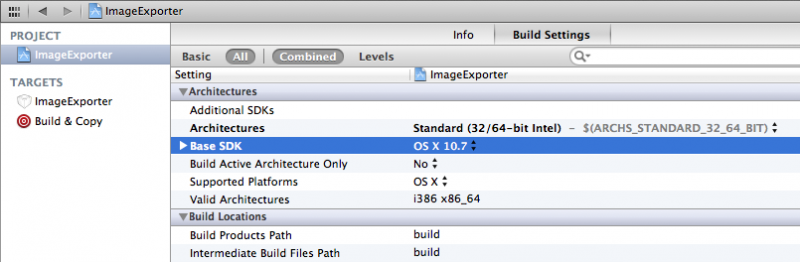 ImageExporter
PROJECT
ImageExporter
TARGETS
ImageExporter
Build & Copy
Info Build Settings
Basic All Combined Levels
Setting ImageExporter
Architectures
Additional SDKs
Architectures Standard (32/64-bit Intel) – $(ARCHS_STANDARD_32_64_BIT)
Base SDK OS X 10.7
Build Active Architecture Only No
Supported Platforms OS X
Valid Architectures i386 x86_64
Build Locations
Build Products Path build
Intermediate Build Files Path build